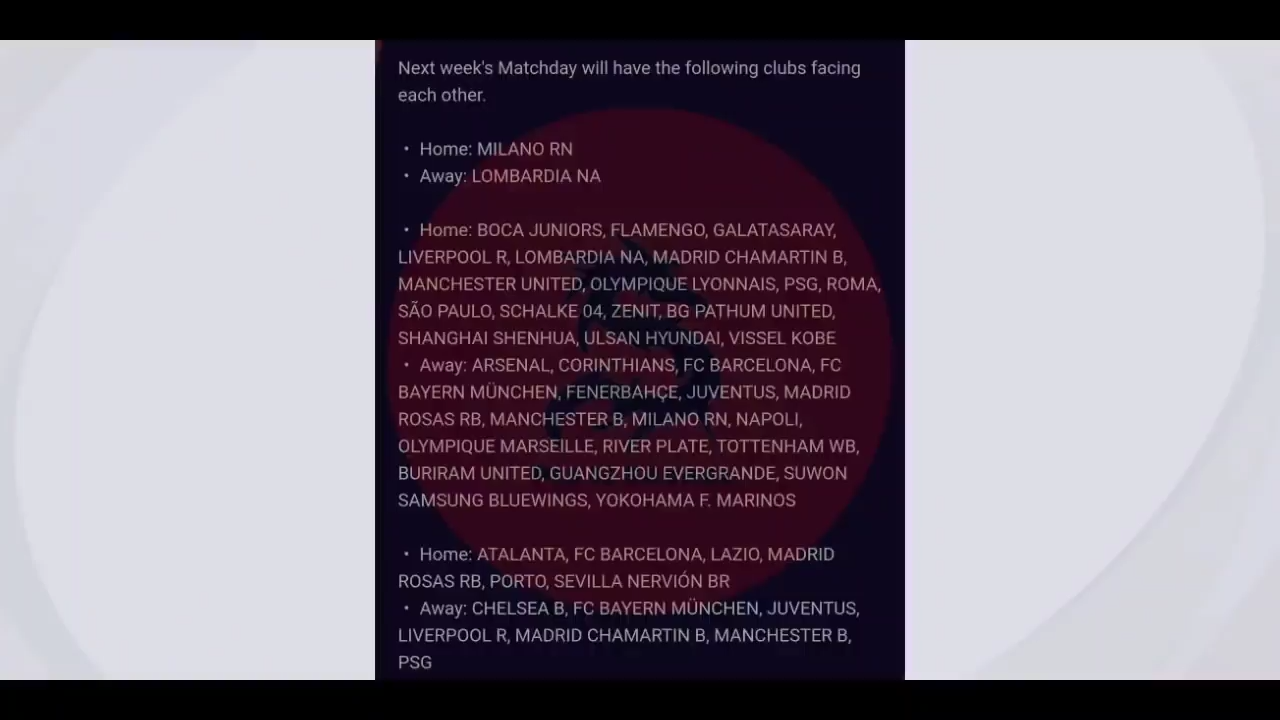 Next week's Matchday will have the following clubs facing
each other.
• Home: MILANO RN
• Away: LOMBARDIA NA
• Home: BOCA JUNIORS, FLAMENGO, GALATASARAY,
LIVERPOOL R, LOMBARDIA NA, MADRID CHAMARTIN B,
MANCHESTER UNITED, OLYMPIQUE LYONNAIS, PSG, ROMA,
SÃO PAULO, SCHALKE 04, ZENIT, BG PATHUM UNITED,
SHANGHAI SHENHUA, ULSAN HYUNDAI, VISSEL KOBE
• Away: ARSENAL, CORINTHIANS, FC BARCELONA, FC
BAYERN MÜNCHEN, FENERBAHÇE, JUVENTUS, MADRID
ROSAS RB, MANCHESTER B, MILANO RN, NAPOLI,
OLYMPIQUE MARSEILLE, RIVER PLATE, TOTTENHAM WB,
BURIRAM UNITED, GUANGZHOU EVERGRANDE, SUWON
SAMSUNG BLUEWINGS, YOKOHAMA F. MARINOS
• Home: ATALANTA, FC BARCELONA, LAZIO, MADRID
ROSAS RB, PORTO, SEVILLA NERVIÓN BR
• Away: CHELSEA B, FC BAYERN MÜNCHEN, JUVENTUS,
LIVERPOOL R, MADRID CHAMARTIN B, MANCHESTER B,
PSG